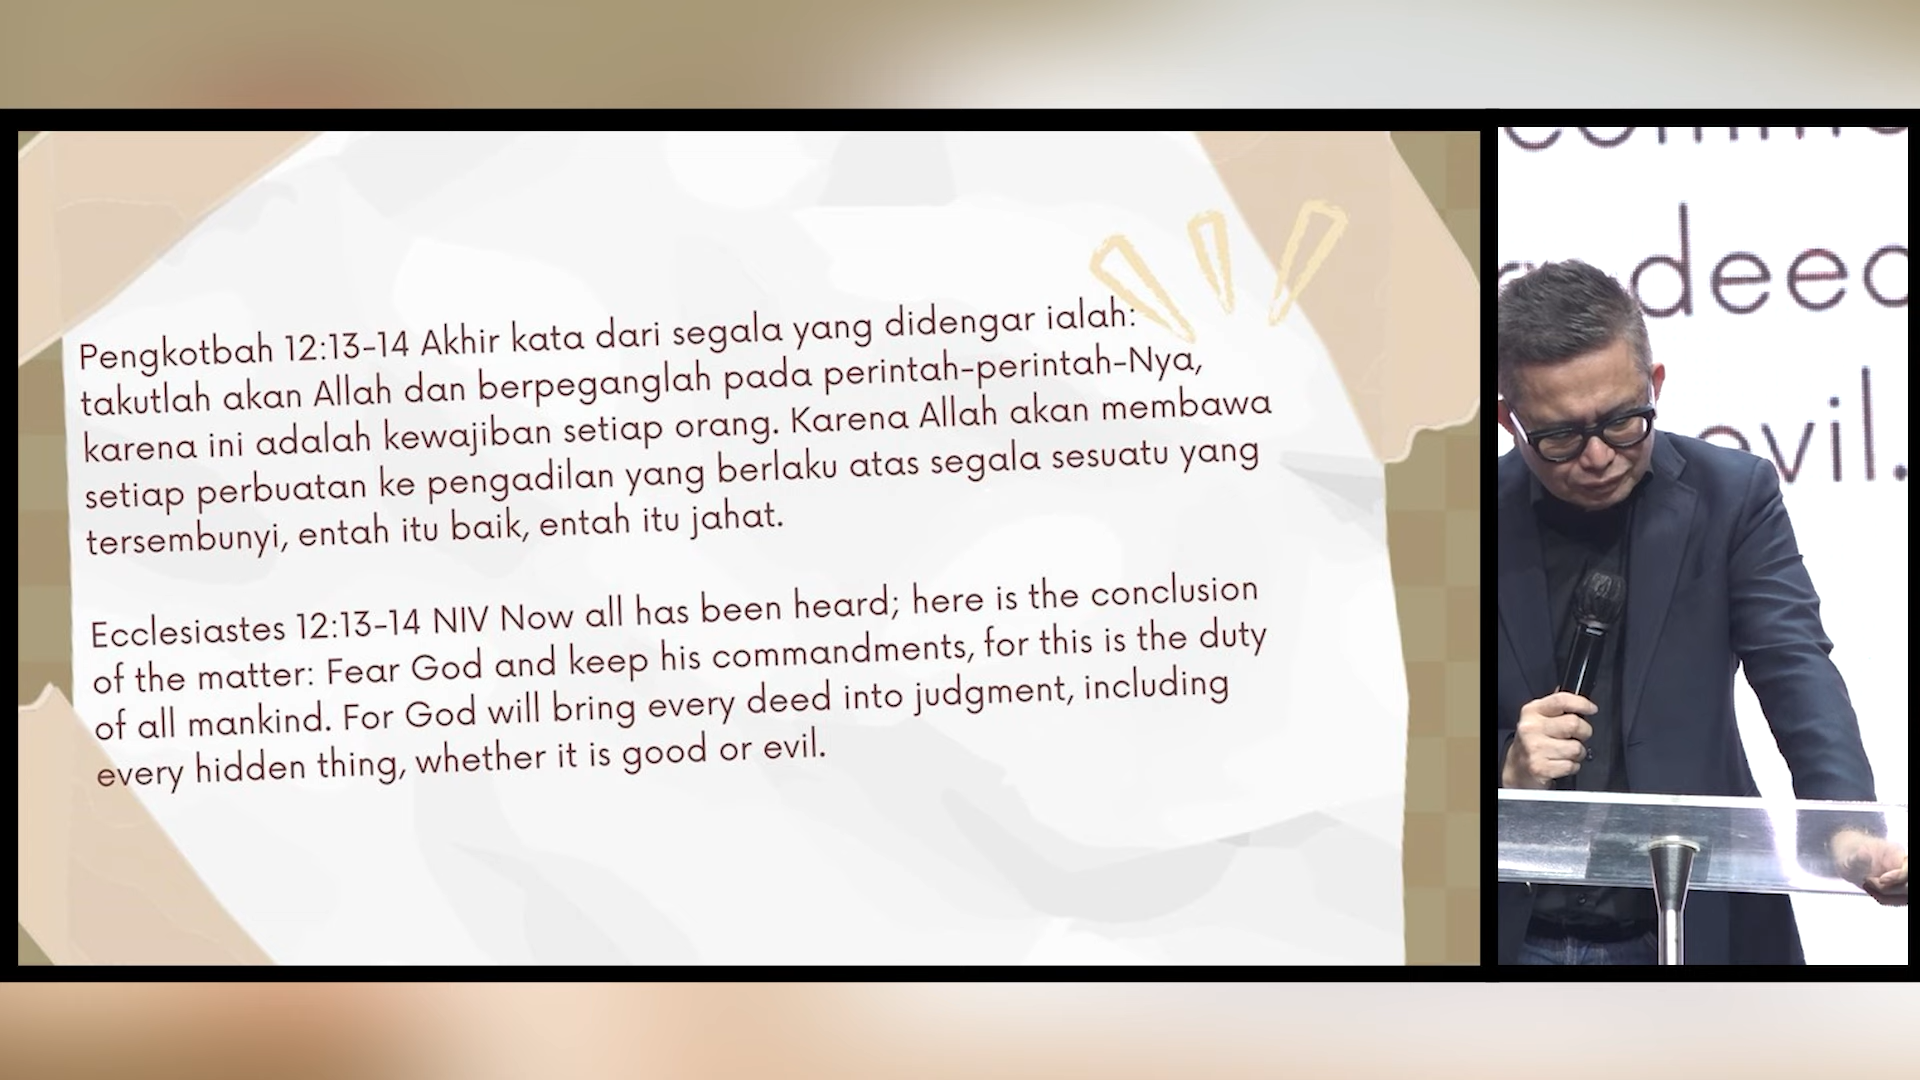 Pengkotbah 12:13-14 Akhir kata dari segala yang didengar ialah:
takutlah akan Allah dan berpeganglah pada perintah-perintah-Nya,
karena ini adalah kewajiban setiap orang. Karena Allah akan membawa
setiap perbuatan ke pengadilan yang berlaku atas segala sesuatu yang
tersembunyi, entah itu baik, entah itu jahat.
Ecclesiastes 12:13-14 NIV Now all has been heard; here is the conclusion
of the matter: Fear God and keep his commandments, for this is the duty
of all mankind. For God will bring every deed into judgment, including
every hidden thing, whether it is good or evil.
deed
evil.